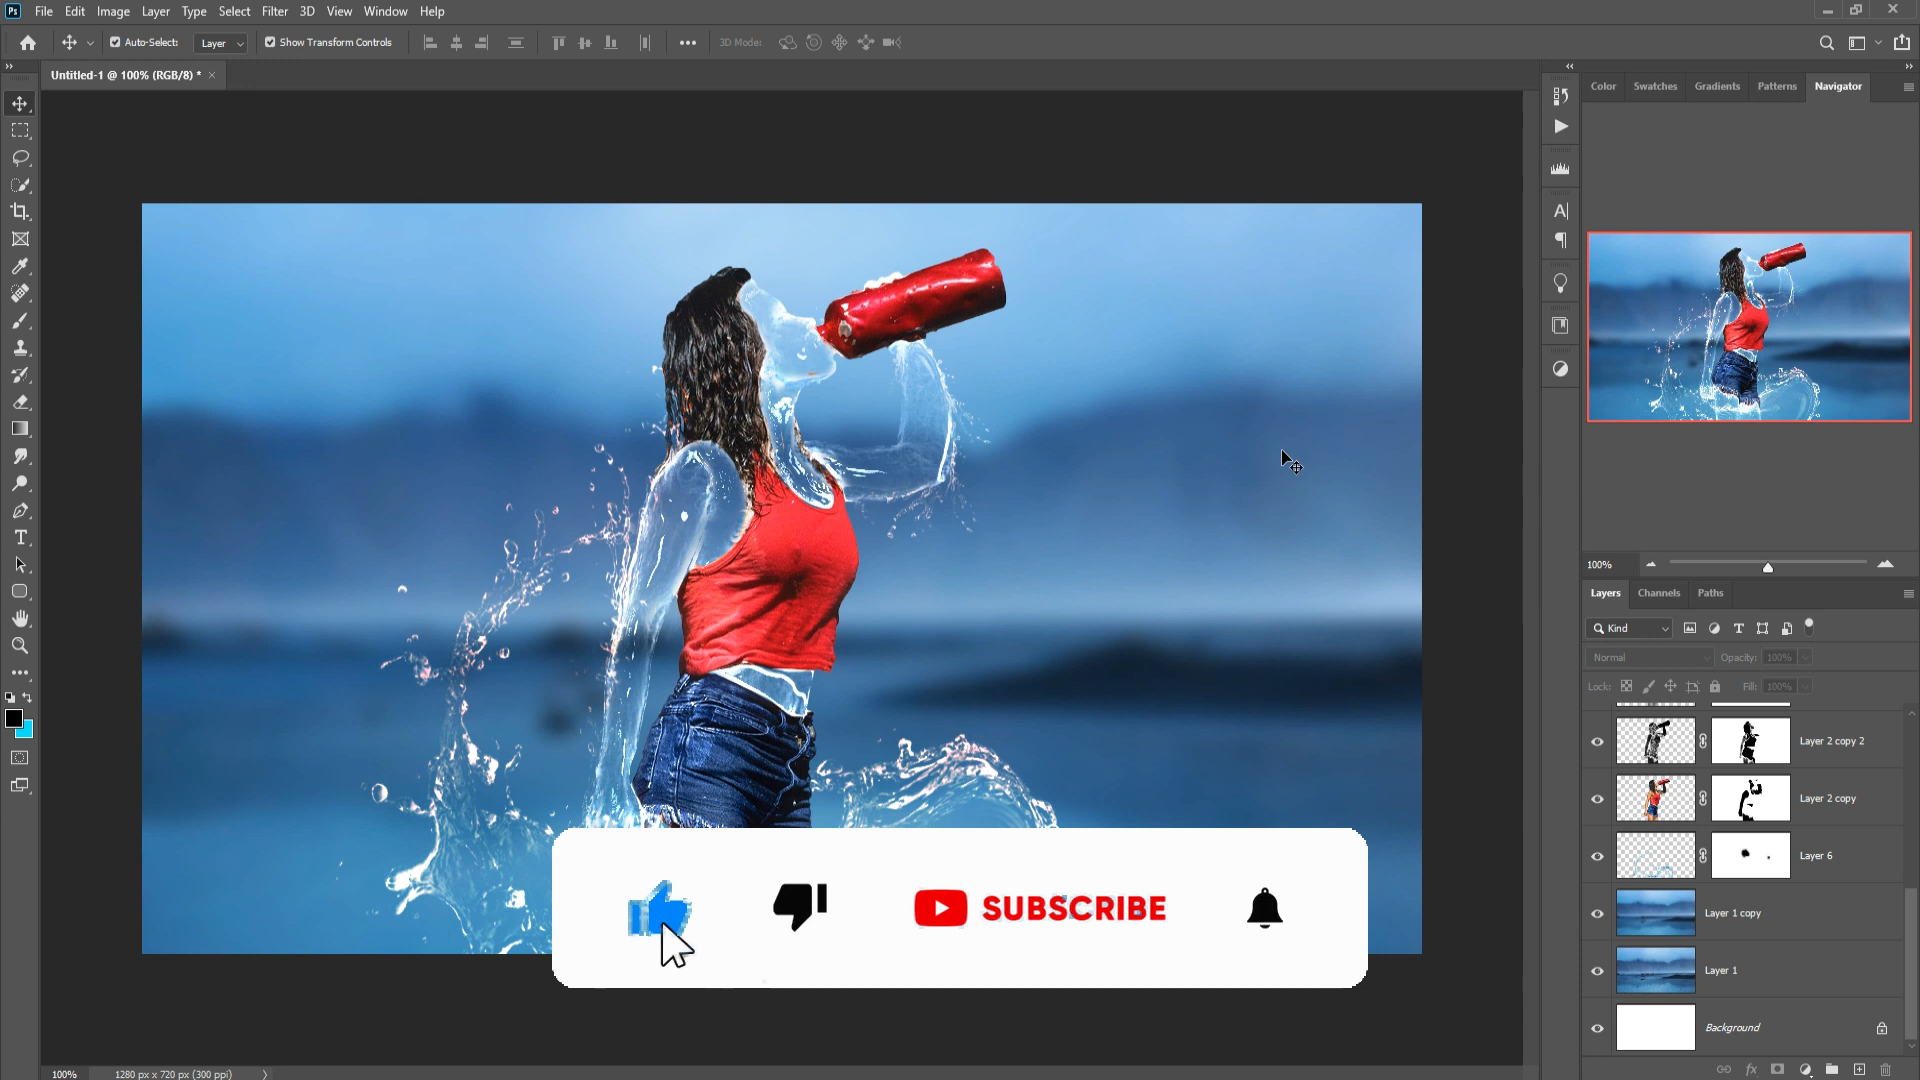 Ps File Edit Image Layer Type Select Filter 3D View Window Help
Auto-Select: Layer Show Transform Controls 3D Mode:
Untitled-1 @ 100% (RGB/8) *
Color Swatches Gradients Patterns Navigator
100%
Layers Channels Paths
Kind
Normal Opacity: 100%
Lock: Fill: 100%
Layer 2 copy 2
Layer 2 copy
Layer 6
Layer 1 copy
Layer 1
Background
SUBSCRIBE
100% 1280 px x 720 px (300 ppi)